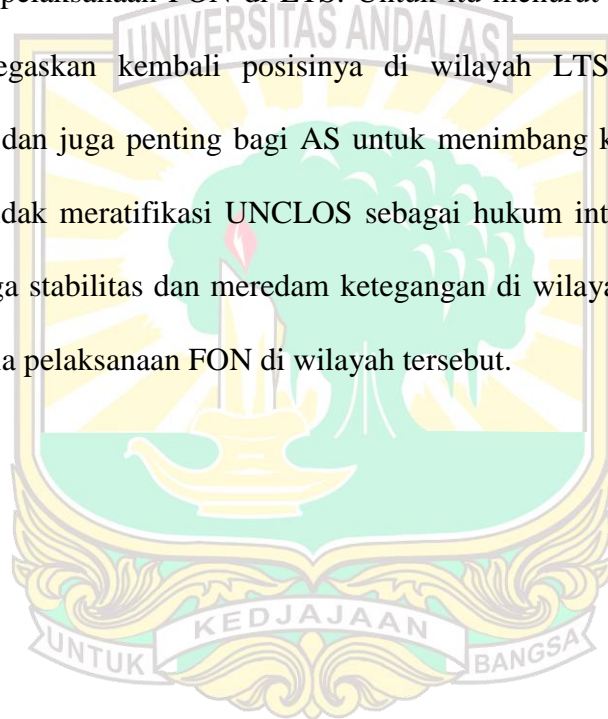 pelaksanaan FON di LTS. Untuk itu menurut
UNIVERSITAS ANDALAS
egaskan kembali posisinya di wilayah LTS
dan juga penting bagi AS untuk menimbang k
dak meratifikasi UNCLOS sebagai hukum int
ga stabilitas dan meredam ketegangan di wilaya
a pelaksanaan FON di wilayah tersebut.
UNTUK KEDJAJAAN BANGSA